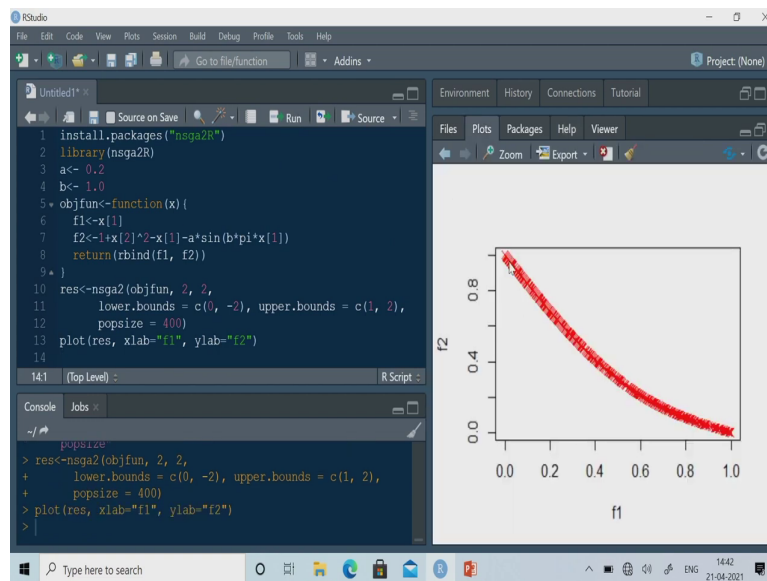 RStudio
File Edit Code View Plots Session Build Debug Profile Tools Help
Go to file/function Addins Project: (None)
Untitled1*
Source on Save Run Source
1 install.packages("nsga2R")
2 library(nsga2R)
3 a<- 0.2
4 b<- 1.0
5 objfun<-function(x){
6 f1<-x[1]
7 f2<-1+x[2]^2-x[1]-a*sin(b*pi*x[1])
8 return(rbind(f1, f2))
9 }
10 res<-nsga2(objfun, 2, 2,
11 lower.bounds = c(0, -2), upper.bounds = c(1, 2),
12 popsize = 400)
13 plot(res, xlab="f1", ylab="f2")
14
14:1 (Top Level) R Script
Console Jobs
~/
popsize
> res<-nsga2(objfun, 2, 2,
+ lower.bounds = c(0, -2), upper.bounds = c(1, 2),
+ popsize = 400)
> plot(res, xlab="f1", ylab="f2")
>
Environment History Connections Tutorial
Files Plots Packages Help Viewer
Zoom Export
f2
0.8
0.4
0.0
0.0 0.2 0.4 0.6 0.8 1.0
f1
Type here to search
ENG
14:42
21-04-2021